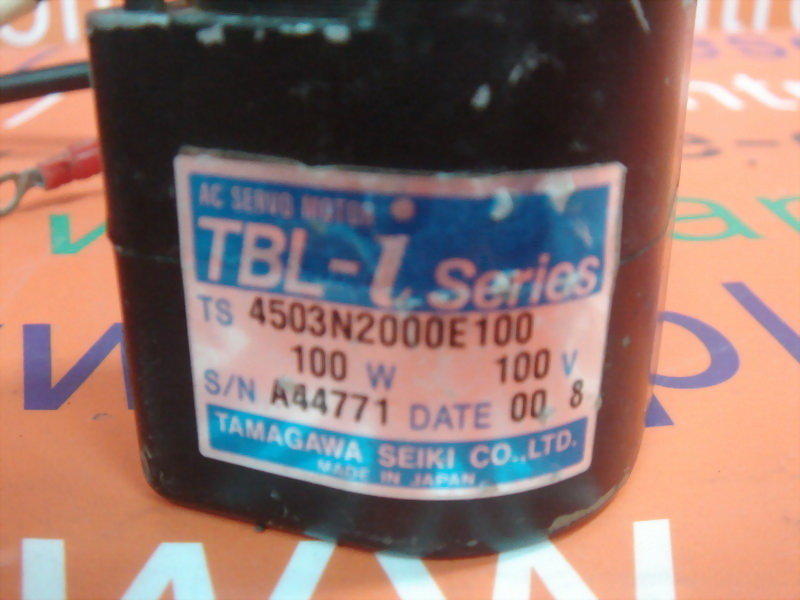 AC SERVO MOTOR
TBL-i Series
TS 4503N2000E100
100 W 100 V
S/N A44771 DATE 00 8
TAMAGAWA SEIKI CO.,LTD.
MADE IN JAPAN